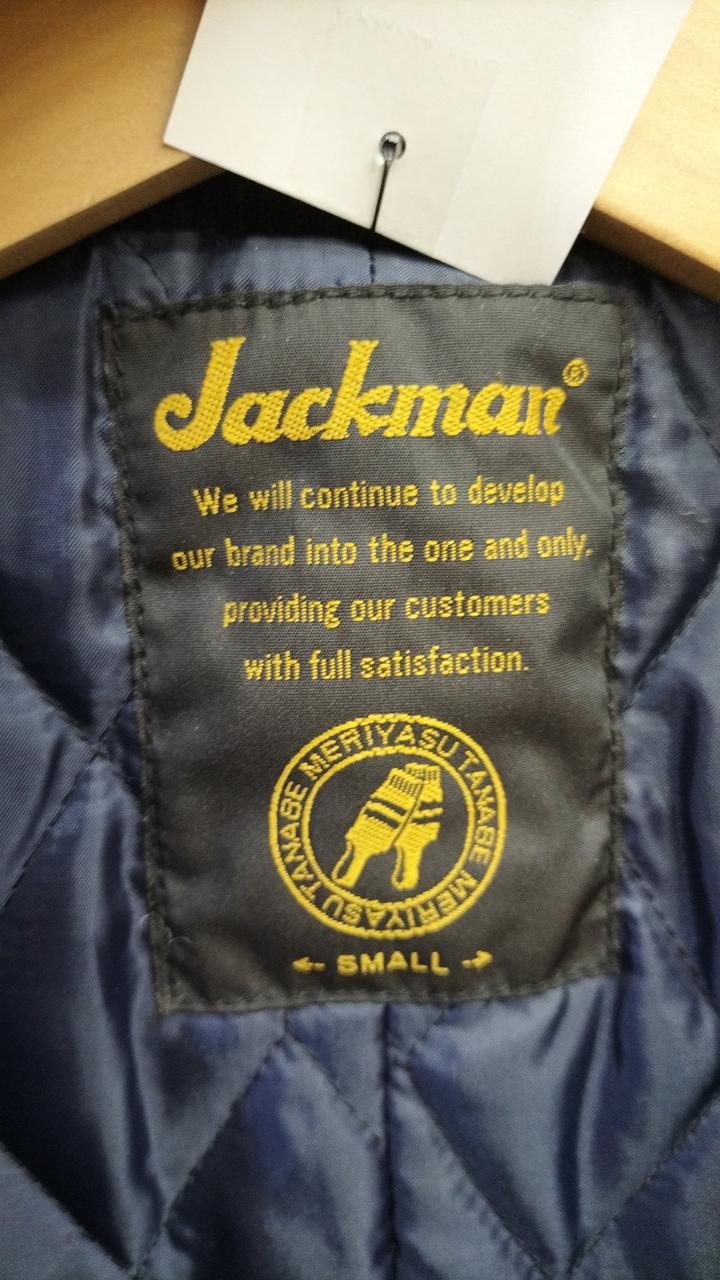 Jackman®
We will continue to develop
our brand into the one and only.
providing our customers
with full satisfaction.
TANABE MERIYASU TANABE MERIYASU
←- SMALL -→